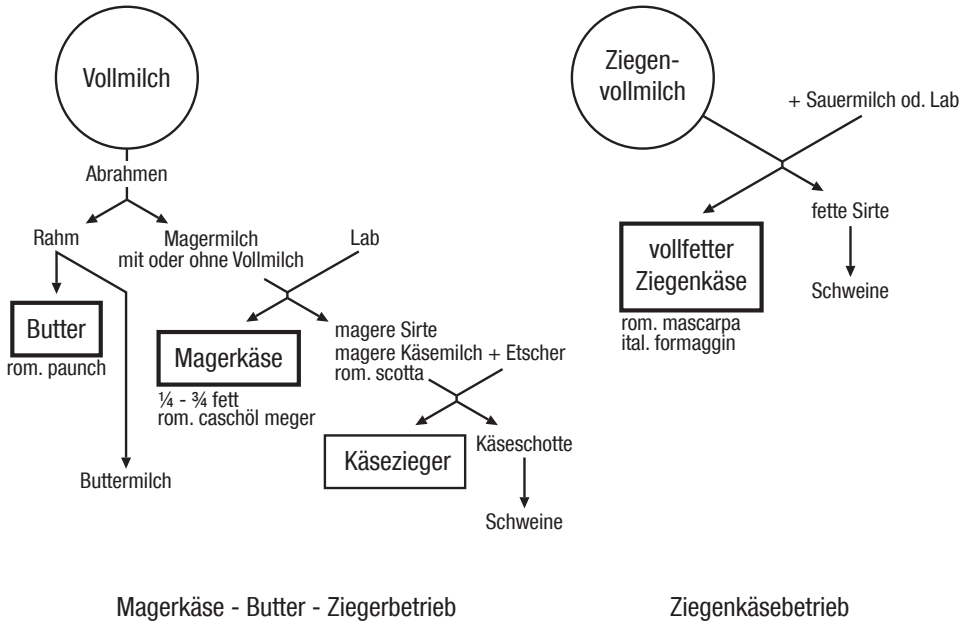 Vollmilch
Abrahmen
Rahm
Magermilch
mit oder ohne Vollmilch
Lab
Butter
rom. paunch
Magerkäse
¼ - ¾ fett
rom. caschöl meger
magere Sirte
magere Käsemilch + Etscher
rom. scotta
Käsezieger
Käseschotte
Buttermilch
Schweine
Magerkäse - Butter - Ziegerbetrieb
Ziegen-
vollmilch
+ Sauermilch od. Lab
fette Sirte
vollfetter
Ziegenkäse
rom. mascarpa
ital. formaggin
Schweine
Ziegenkäsebetrieb